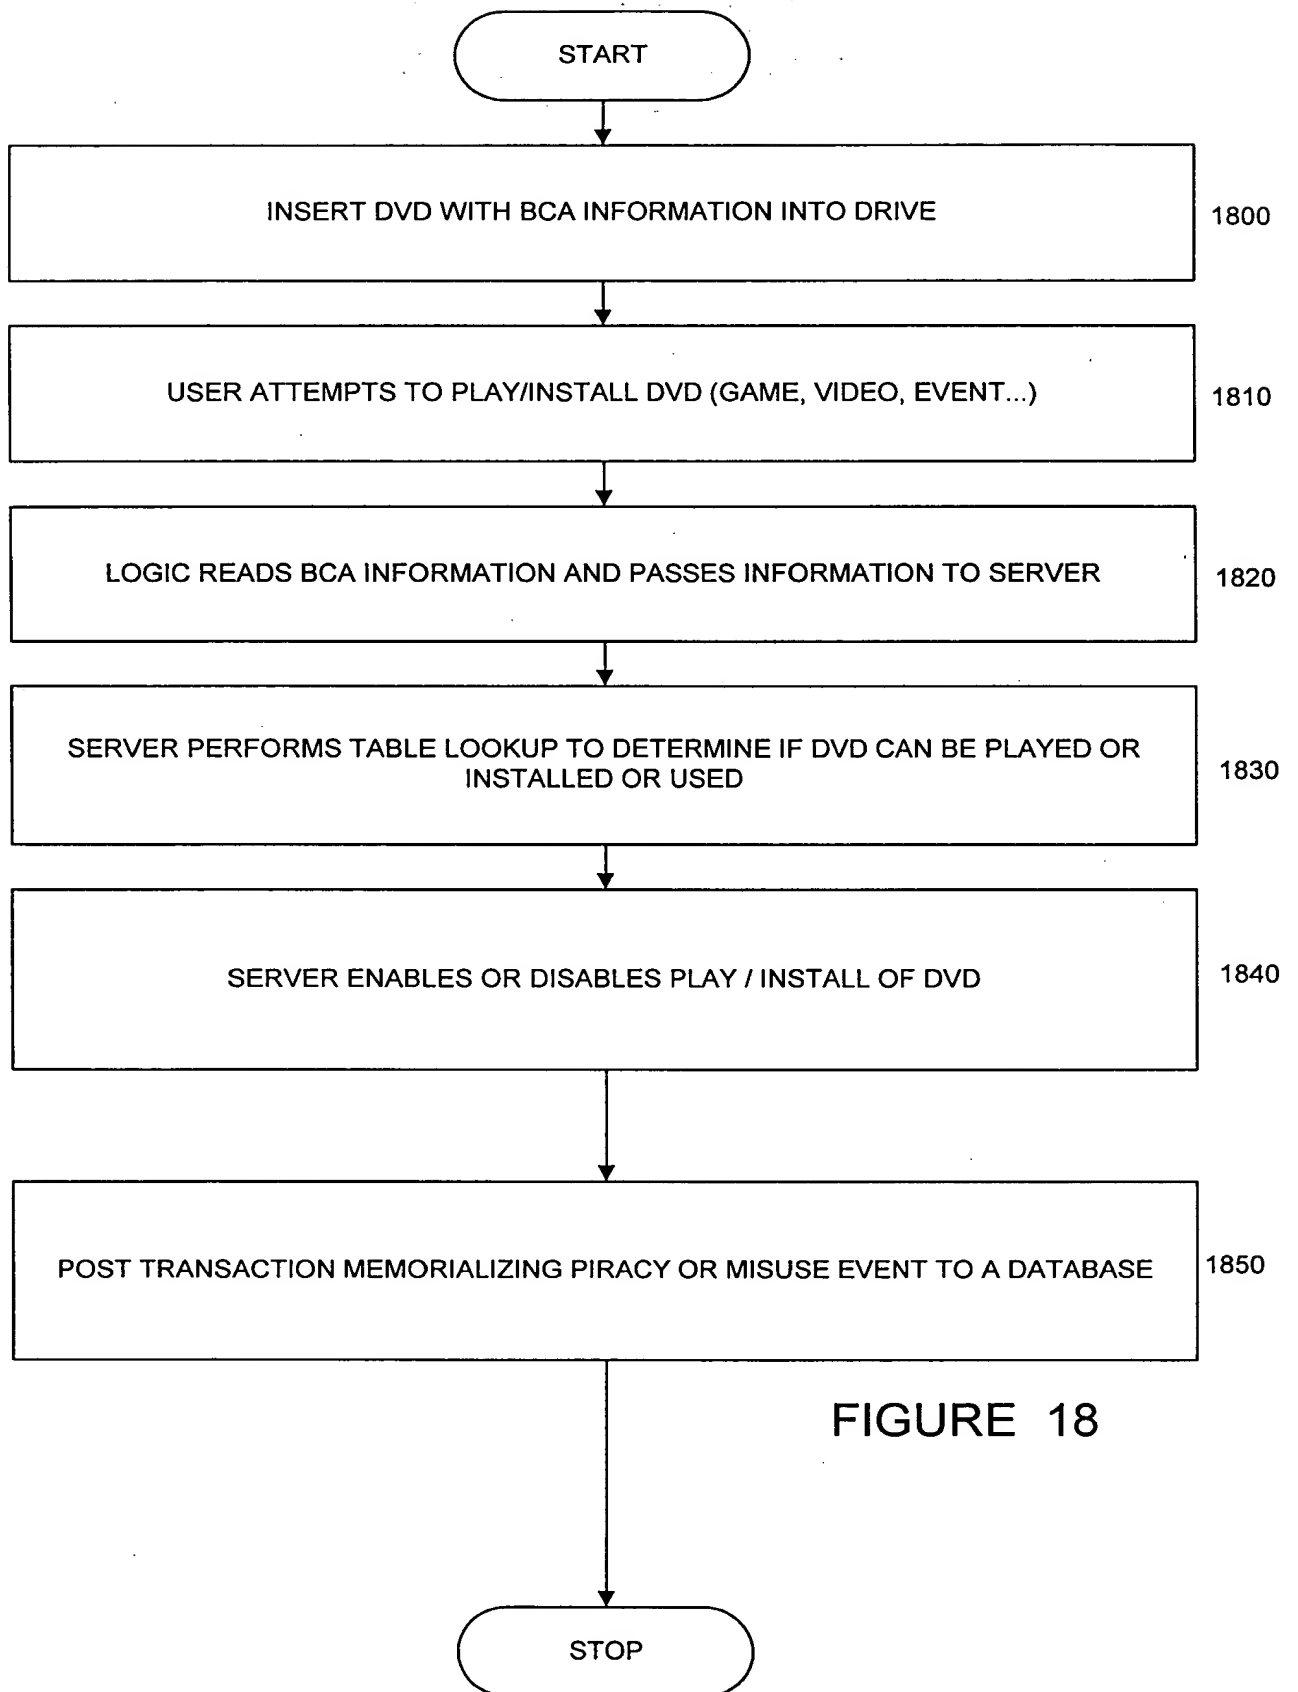 START
INSERT DVD WITH BCA INFORMATION INTO DRIVE
1800
USER ATTEMPTS TO PLAY/INSTALL DVD (GAME, VIDEO, EVENT...)
1810
LOGIC READS BCA INFORMATION AND PASSES INFORMATION TO SERVER
1820
SERVER PERFORMS TABLE LOOKUP TO DETERMINE IF DVD CAN BE PLAYED OR
INSTALLED OR USED
1830
SERVER ENABLES OR DISABLES PLAY / INSTALL OF DVD
1840
POST TRANSACTION MEMORIALIZING PIRACY OR MISUSE EVENT TO A DATABASE
1850
FIGURE 18
STOP